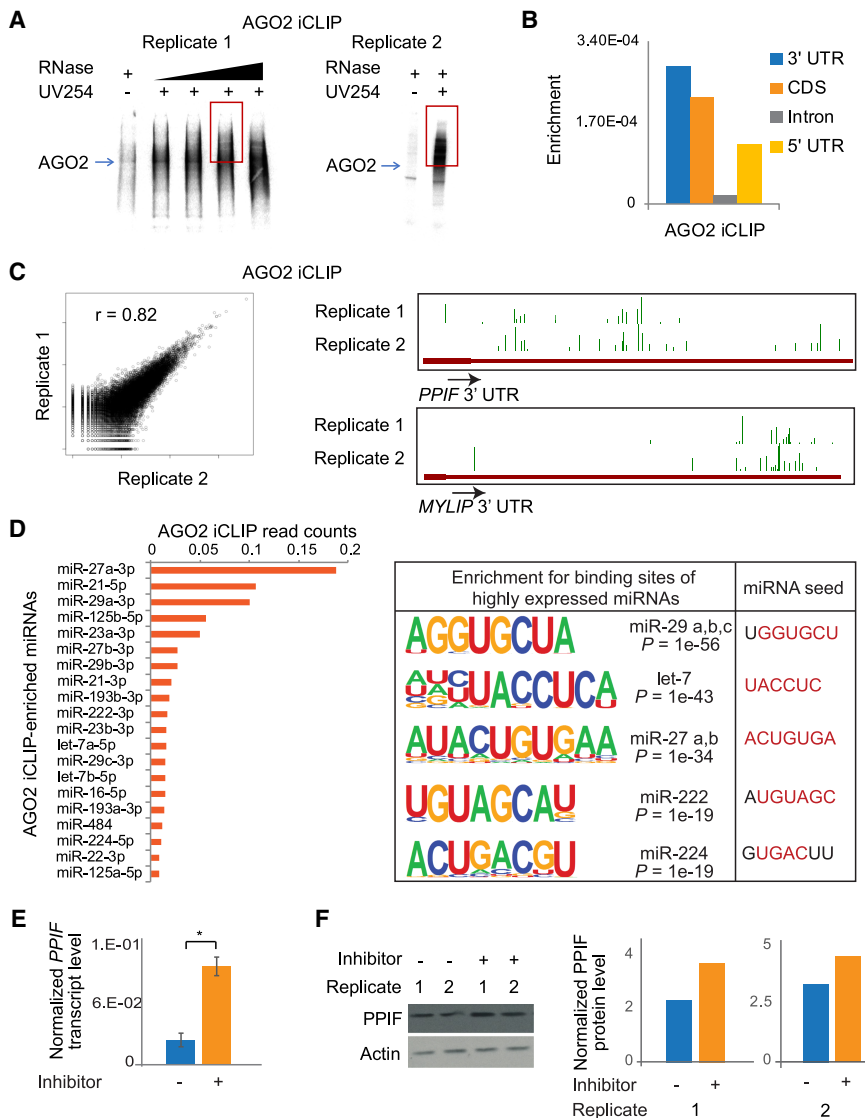 A
AGO2 iCLIP
Replicate 1
Replicate 2
RNase + 
UV254 - + + + +
AGO2
RNase + +
UV254 - +
AGO2
B
Enrichment
3.40E-04
1.70E-04
0
3' UTR
CDS
Intron
5' UTR
AGO2 iCLIP
C
AGO2 iCLIP
r = 0.82
Replicate 1
Replicate 2
Replicate 1
Replicate 2
PPIF 3' UTR
Replicate 1
Replicate 2
MYLIP 3' UTR
D
AGO2 iCLIP read counts
0 0.05 0.1 0.15 0.2
AGO2 iCLIP-enriched miRNAs
miR-27a-3p
miR-21-5p
miR-29a-3p
miR-125b-5p
miR-23a-3p
miR-27b-3p
miR-29b-3p
miR-21-3p
miR-193b-3p
miR-222-3p
miR-23b-3p
let-7a-5p
miR-29c-3p
let-7b-5p
miR-16-5p
miR-193a-3p
miR-484
miR-224-5p
miR-22-3p
miR-125a-5p
Enrichment for binding sites of
highly expressed miRNAs
miRNA seed
AGGUGCUA
miR-29 a,b,c
P = 1e-56
UGGUGCU
AUCUACCUCA
let-7
P = 1e-43
UACCUC
AUACUGUGAA
miR-27 a,b
P = 1e-34
ACUGUGA
UGUAGCAU
miR-222
P = 1e-19
AUGUAGC
ACUGACGU
miR-224
P = 1e-19
GUGACUU
E
Normalized PPIF
transcript level
1.E-01
6.E-02
0
*
Inhibitor - +
F
Inhibitor - - + +
Replicate 1 2 1 2
PPIF
Actin
Normalized PPIF
protein level
4
2
0
5
2.5
0
Inhibitor - + - +
Replicate 1 2